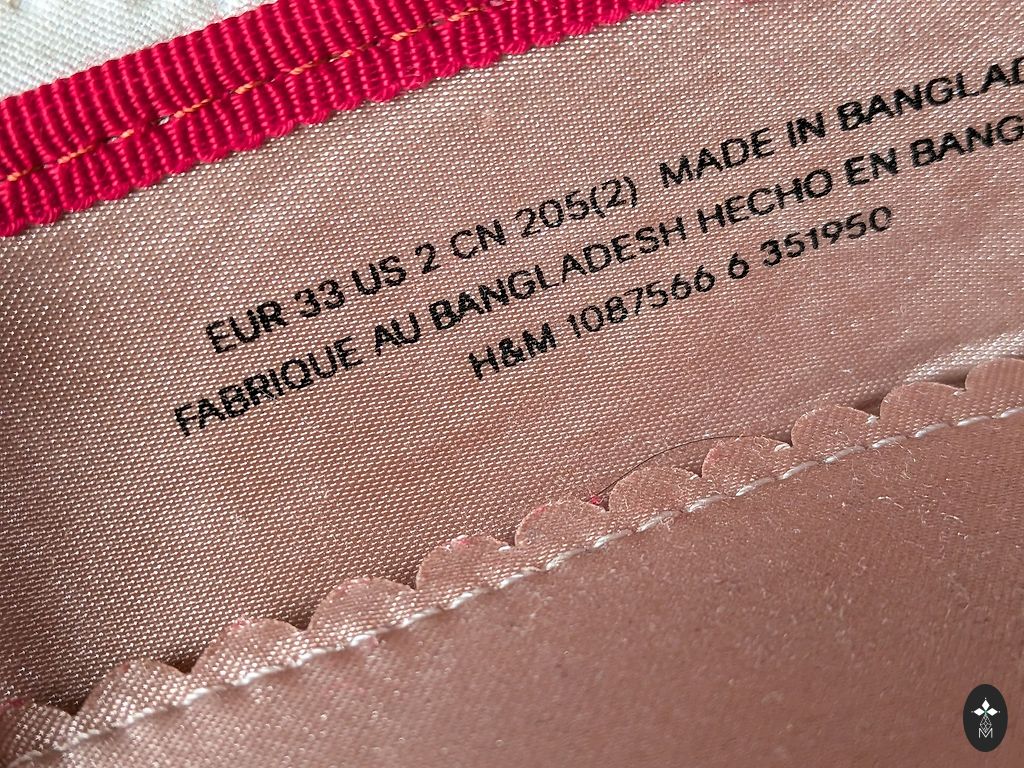 EUR 33 US 2 CN 205(2) MADE IN BANGLAD
FABRIQUE AU BANGLADESH HECHO EN BANG
H&M 1087566 6 351950
M